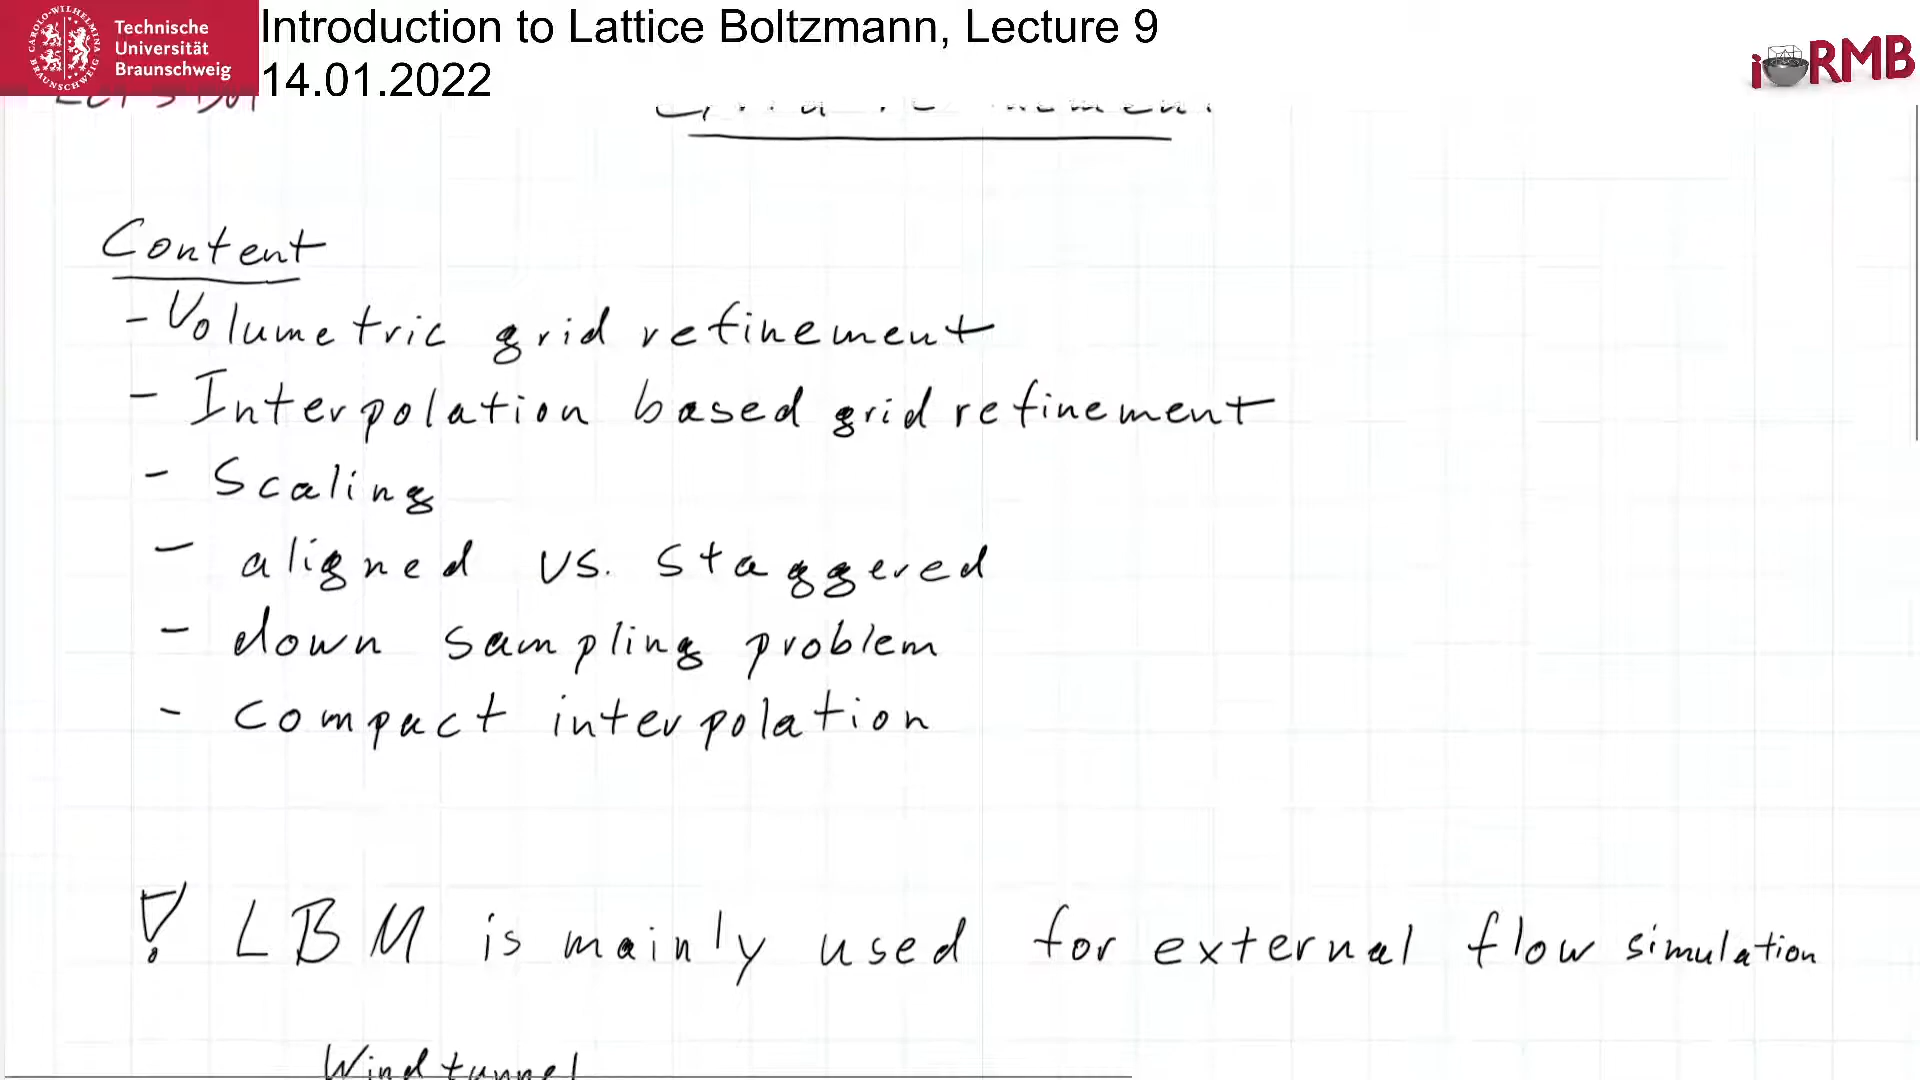 Technische
Universität
Braunschweig
Introduction to Lattice Boltzmann, Lecture 9
14.01.2022
iRMB
Content
- Volumetric grid refinement
- Interpolation based grid refinement
- Scaling
- aligned vs. staggered
- down sampling problem
- compact interpolation
! LBM is mainly used for external flow simulation
Wind tunnel